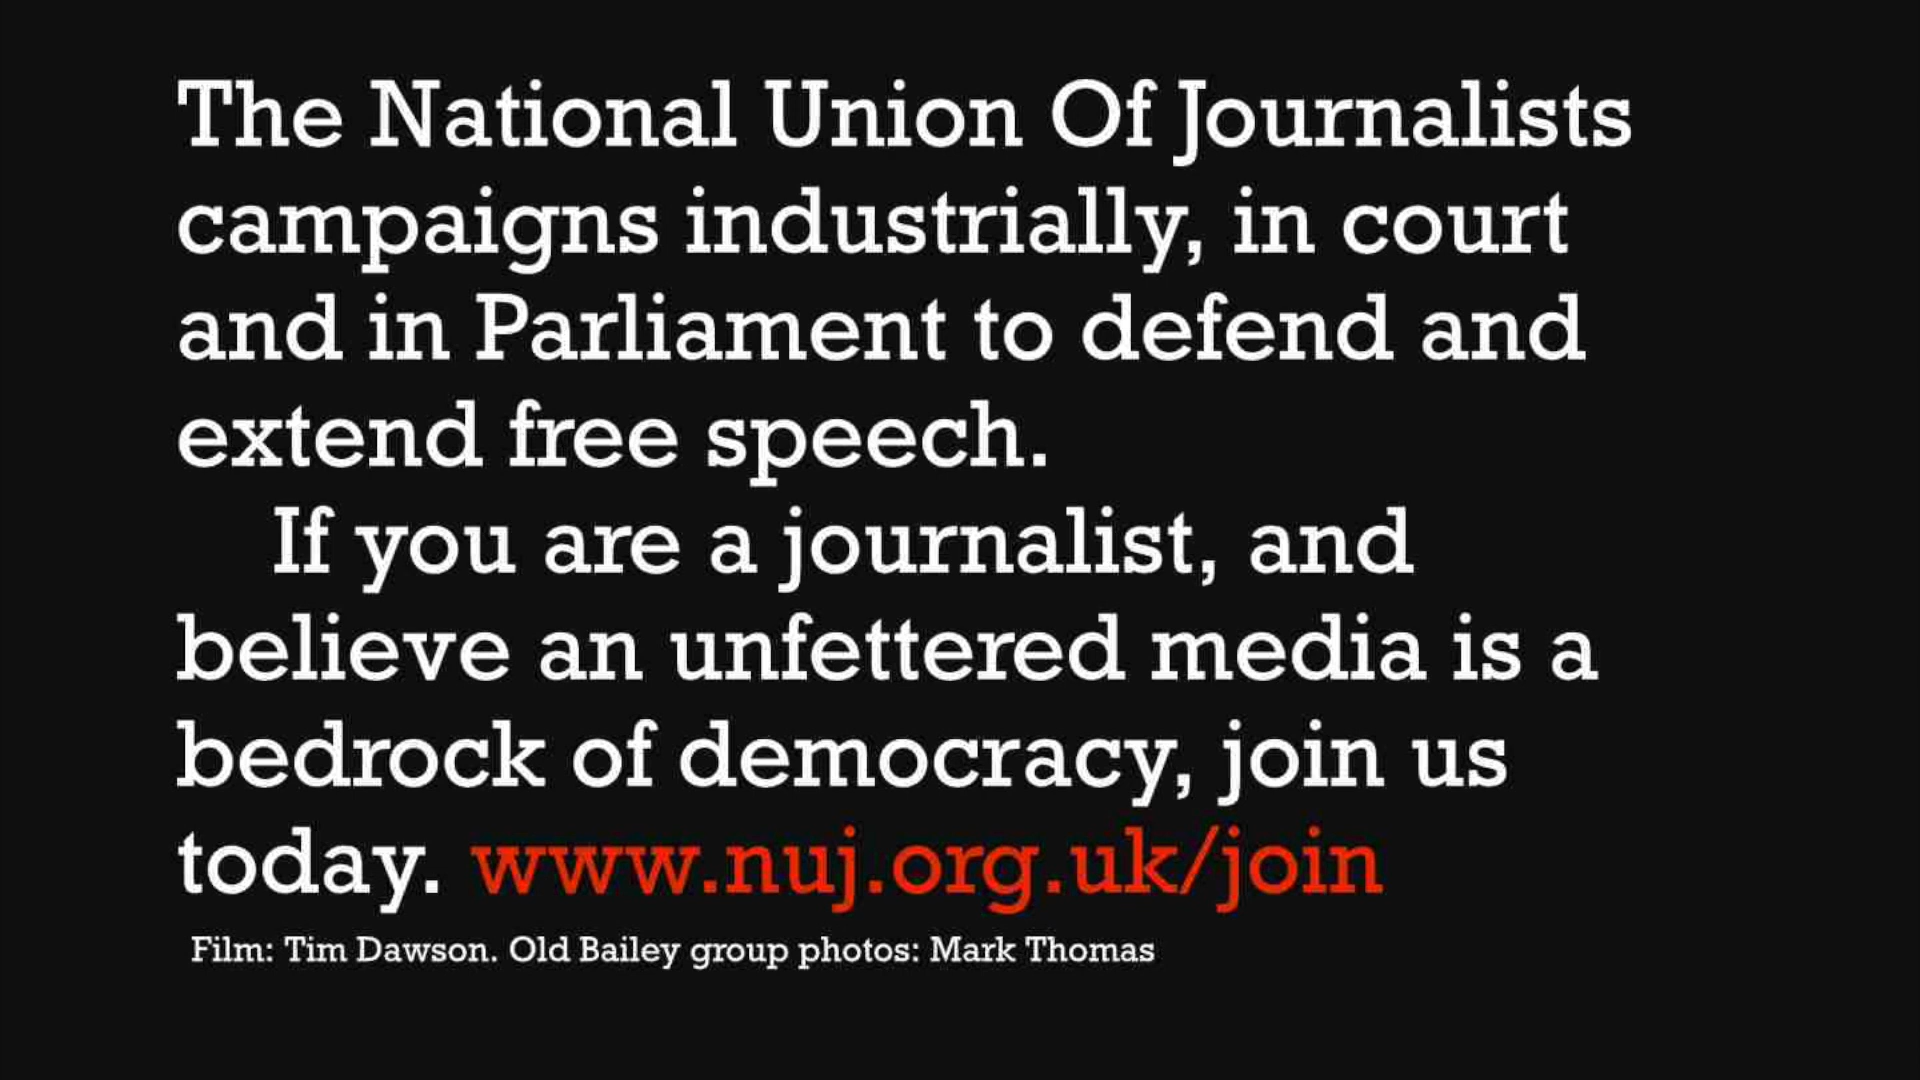 The National Union Of Journalists
campaigns industrially, in court
and in Parliament to defend and
extend free speech.
If you are a journalist, and
believe an unfettered media is a
bedrock of democracy, join us
today. www.nuj.org.uk/join
Film: Tim Dawson. Old Bailey group photos: Mark Thomas